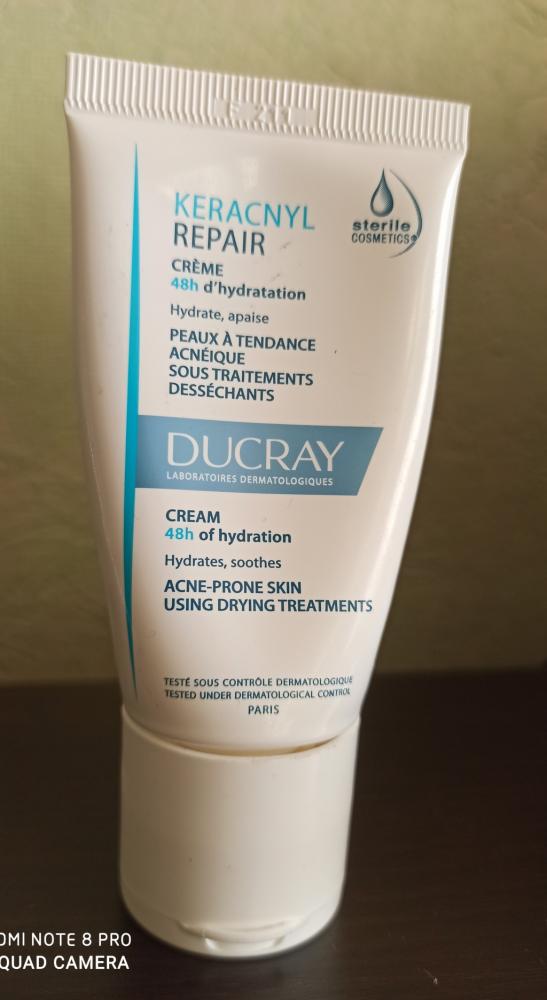 KERACNYL
REPAIR
sterile
COSMETICS
CRÈME
48h d'hydratation
Hydrate, apaise
PEAUX À TENDANCE
ACNÉIQUE
SOUS TRAITEMENTS
DESSÉCHANTS
DUCRAY
LABORATOIRES DERMATOLOGIQUES
CREAM
48h of hydration
Hydrates, soothes
ACNE-PRONE SKIN
USING DRYING TREATMENTS
TESTÉ SOUS CONTRÔLE DERMATOLOGIQUE
TESTED UNDER DERMATOLOGICAL CONTROL
PARIS
OMI NOTE 8 PRO
QUAD CAMERA